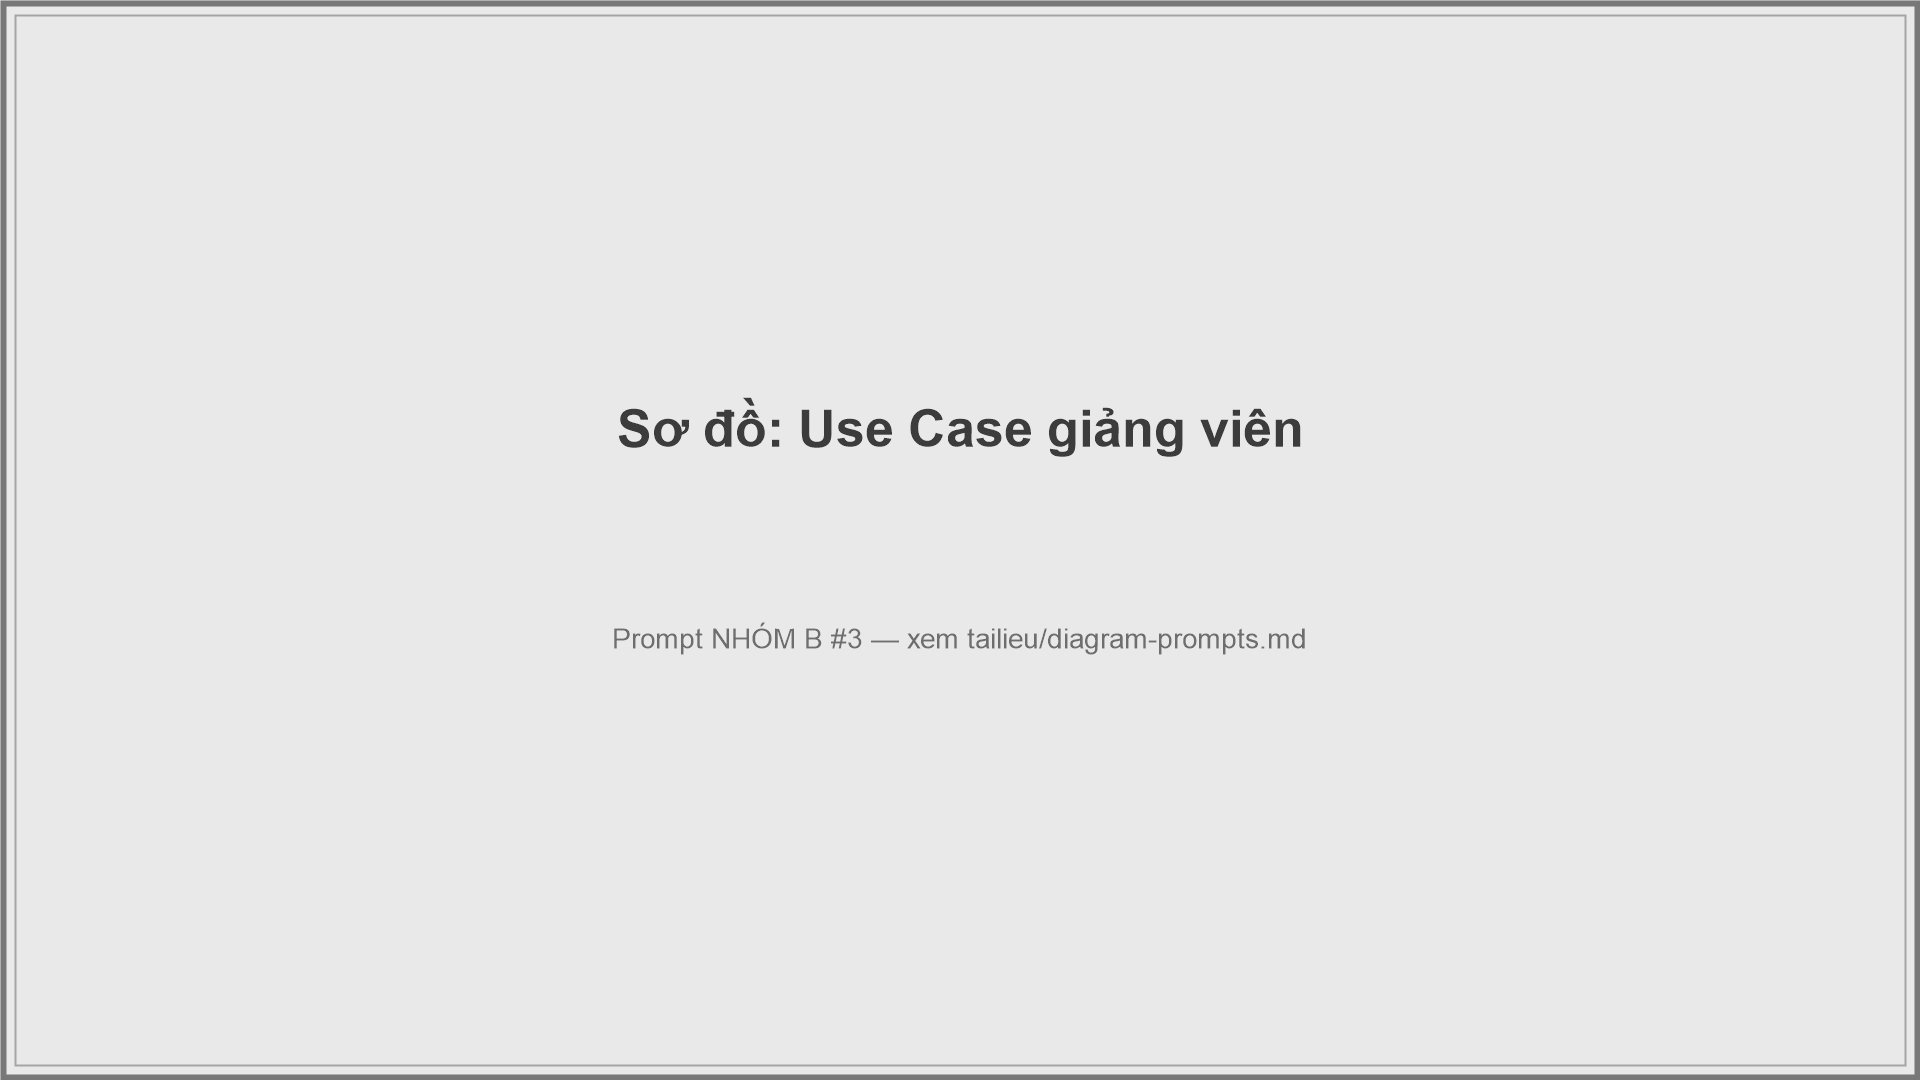 Sơ đồ: Use Case giảng viên
Prompt NHÓM B #3 — xem tailieu/diagram-prompts.md